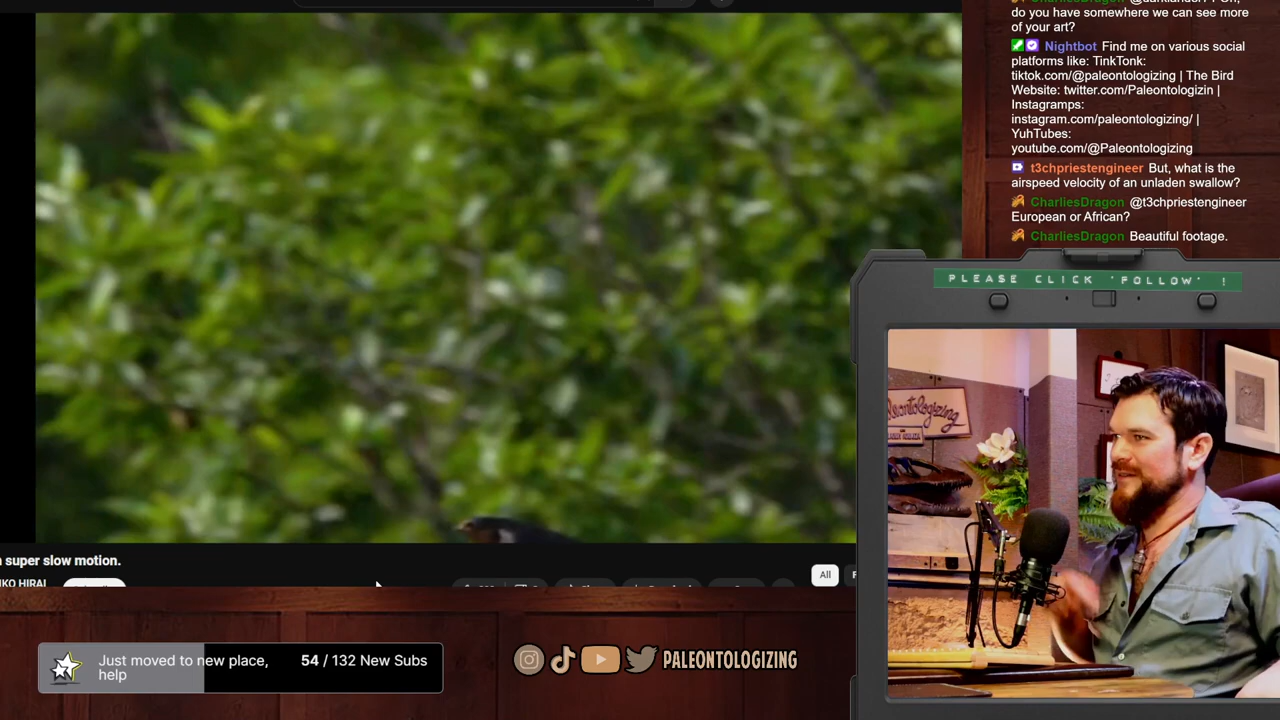 do you have somewhere we can see more
of your art?
Nightbot Find me on various social
platforms like: TinkTonk:
tiktok.com/@paleontologizing | The Bird
Website: twitter.com/Paleontologizin |
Instagramps:
instagram.com/paleontologizing/ |
YuhTubes:
youtube.com/@Paleontologizing
t3chpriestengineer But, what is the
airspeed velocity of an unladen swallow?
CharliesDragon @t3chpriestengineer
European or African?
CharliesDragon Beautiful footage.
PLEASE CLICK "FOLLOW" !
super slow motion.
All
Just moved to new place,
help
54 / 132 New Subs
PALEONTOLOGIZING